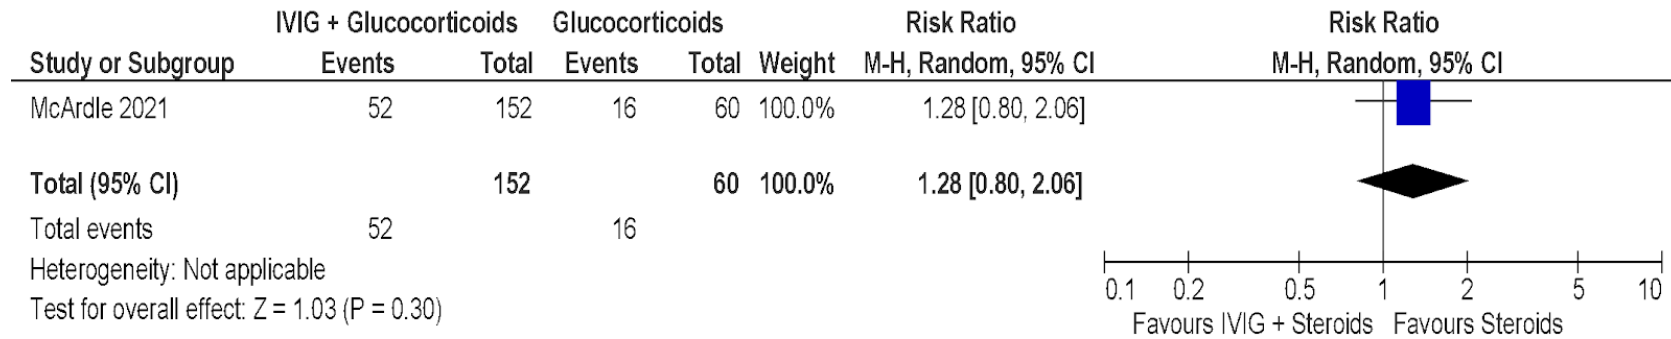 IVIG + Glucocorticoids Glucocorticoids Risk Ratio Risk Ratio
Study or Subgroup Events Total Events Total Weight M-H, Random, 95% CI M-H, Random, 95% CI
McArdle 2021 52 152 16 60 100.0% 1.28 [0.80, 2.06]
Total (95% CI) 152 60 100.0% 1.28 [0.80, 2.06]
Total events 52 16
Heterogeneity: Not applicable
Test for overall effect: Z = 1.03 (P = 0.30)
0.1 0.2 0.5 1 2 5 10
Favours IVIG + Steroids Favours Steroids